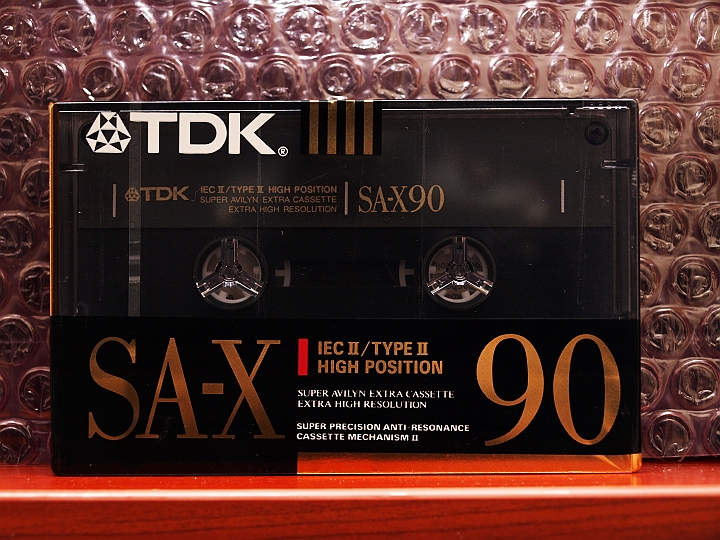 TDK®
TDK IEC II/TYPE II HIGH POSITION
SUPER AVILYN EXTRA CASSETTE
EXTRA HIGH RESOLUTION
SA-X90
SA-X
IEC II/TYPE II
HIGH POSITION
SUPER AVILYN EXTRA CASSETTE
EXTRA HIGH RESOLUTION
SUPER PRECISION ANTI-RESONANCE
CASSETTE MECHANISM II
90